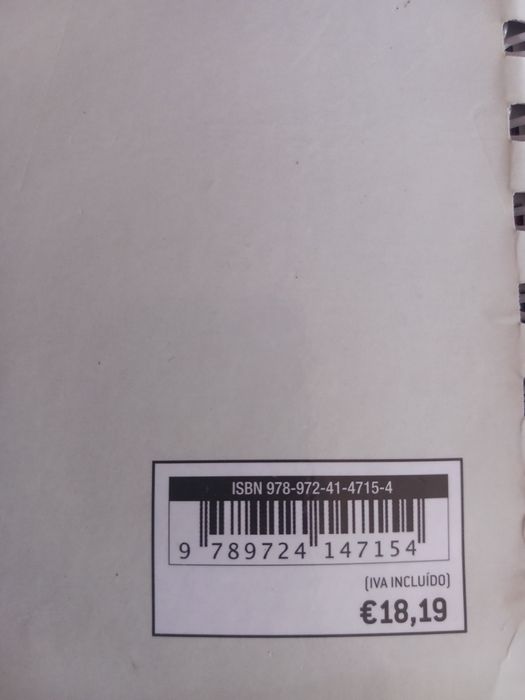 ISBN 978-972-41-4715-4
9 789724 147154
(IVA INCLUÍDO)
€18,19